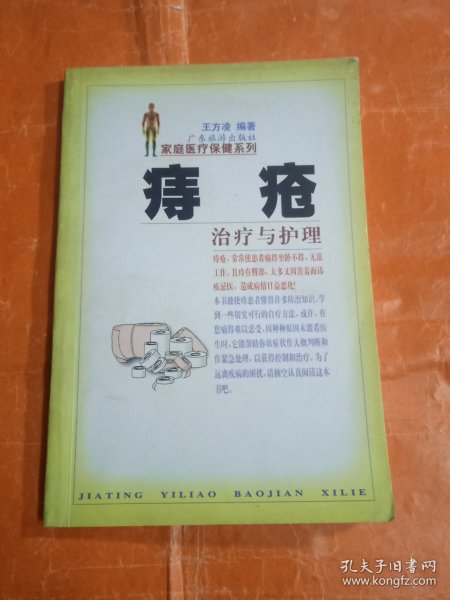 王方凌 编著
广东旅游出版社
家庭医疗保健系列
痔 疮
治疗与护理
痔疮，常常使患者痛得坐卧不得，无法
工作。且痔在臀部，大多又因害羞而讳
疾忌医，造成病情日益恶化！
本书能使痔患者懂得许多防治知识，学
到一些切实可行的自疗方法。或许，在
您痛得难以忍受，因种种原因未能看医
生时，它能帮助你依症状作大概判断和
作紧急处理，以获得控制和治疗。为了
远离疾病的困扰，请抽空认真阅读这本
书吧。
JIATING YILIAO BAOJIAN XILIE
孔夫子旧书网
www.kongfz.com